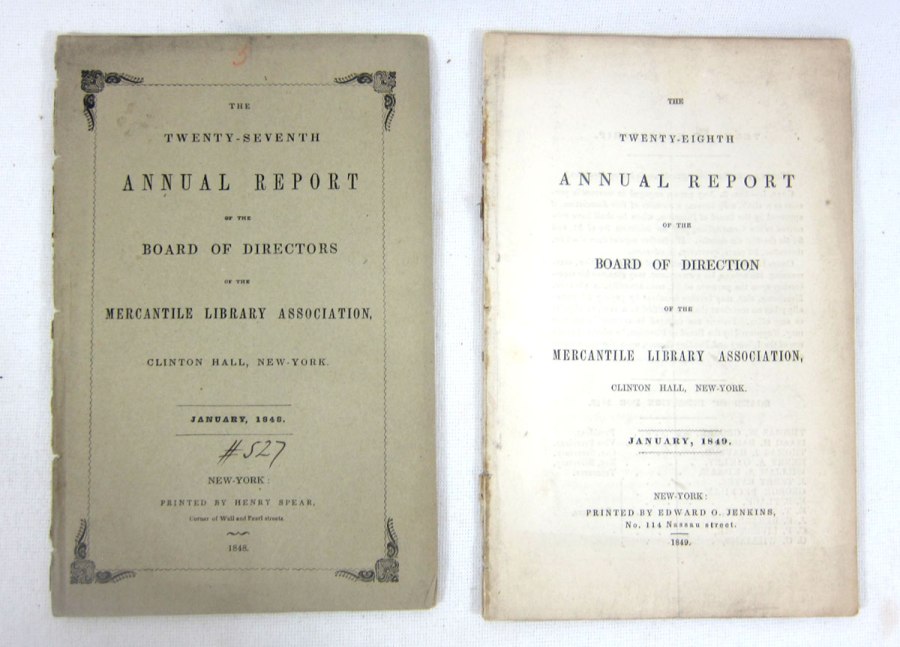 THE
TWENTY-SEVENTH
ANNUAL REPORT
OF THE
BOARD OF DIRECTORS
OF THE
MERCANTILE LIBRARY ASSOCIATION,
CLINTON HALL, NEW-YORK.
JANUARY, 1848.
#527
NEW-YORK:
PRINTED BY HENRY SPEAR,
Corner of Wall and Pearl streets
1848.
THE
TWENTY-EIGHTH
ANNUAL REPORT
OF THE
BOARD OF DIRECTION
OF THE
MERCANTILE LIBRARY ASSOCIATION,
CLINTON HALL, NEW-YORK.
JANUARY, 1849.
NEW-YORK:
PRINTED BY EDWARD O. JENKINS,
No. 114 Nassau street.
1849.